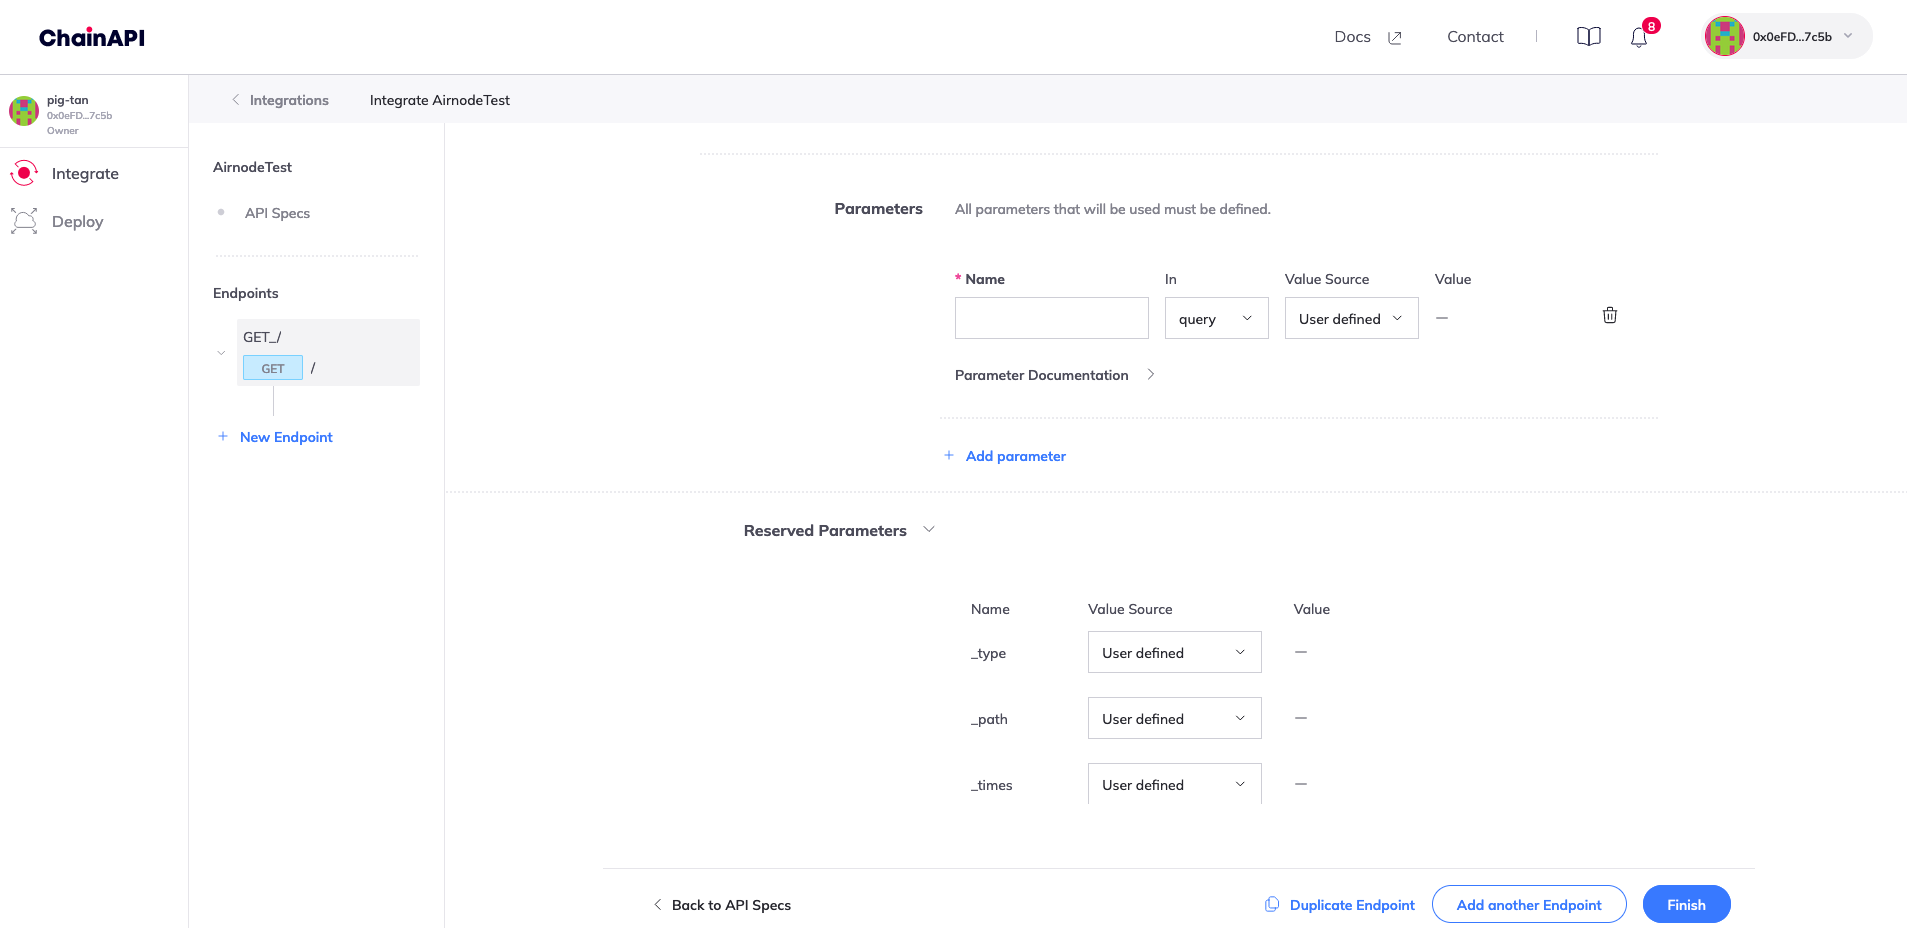 ChainAPI
Docs
Contact
8
0x0eFD...7c5b
pig-tan
0x0eFD...7c5b
Owner
Integrate
Deploy
Integrations
Integrate AirnodeTest
AirnodeTest
API Specs
Endpoints
GET_/
GET /
+ New Endpoint
Parameters
All parameters that will be used must be defined.
* Name In Value Source Value
query User defined —
Parameter Documentation
+ Add parameter
Reserved Parameters
Name Value Source Value
_type User defined —
_path User defined —
_times User defined —
Back to API Specs
Duplicate Endpoint
Add another Endpoint
Finish